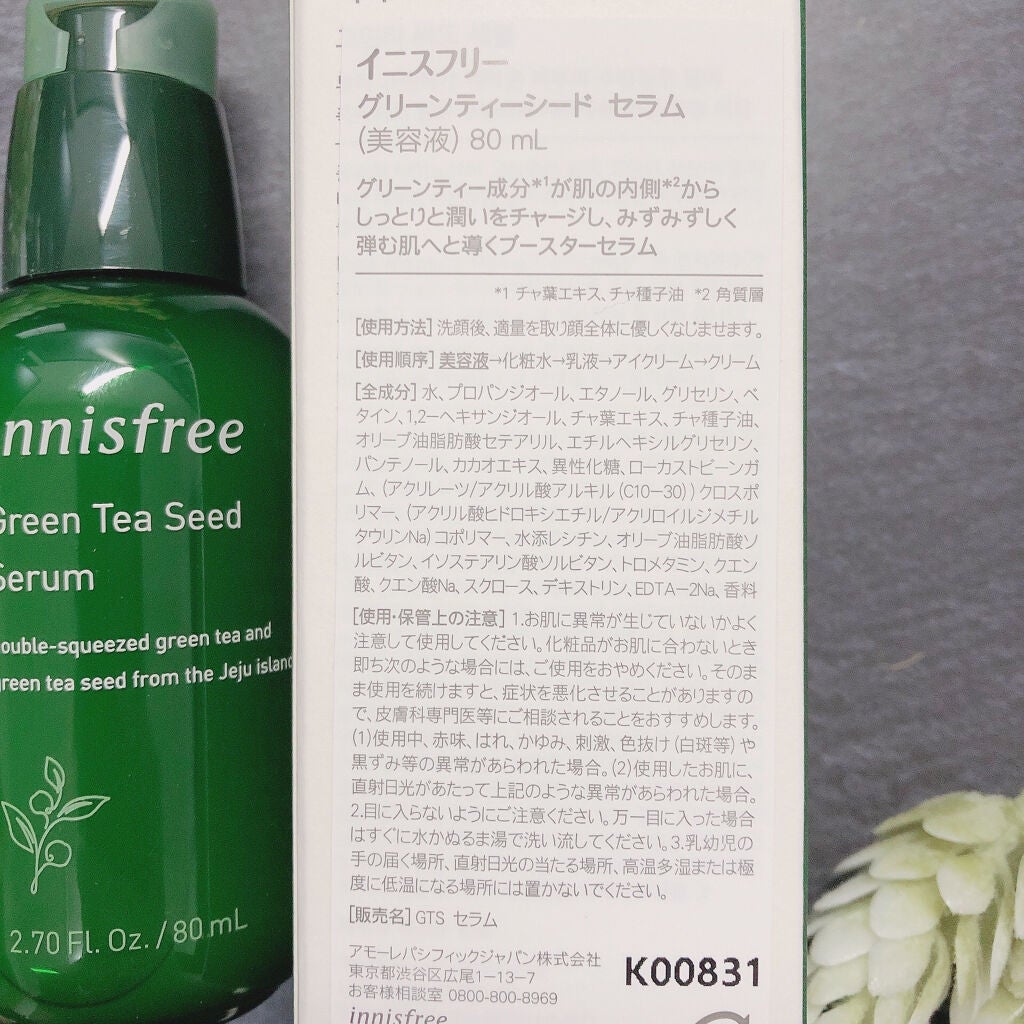 innisfree
Green Tea Seed
Serum
double-squeezed green tea and
green tea seed from the Jeju island
2.70 Fl. Oz. / 80 mL
イニスフリー
グリーンティーシード セラム
(美容液) 80 mL
グリーンティー成分*1が肌の内側*2から
しっとりと潤いをチャージし、みずみずしく
弾む肌へと導くブースターセラム
*1 チャ葉エキス、チャ種子油 *2 角質層
[使用方法] 洗顔後、適量を取り顔全体に優しくなじませます。
[使用順序] 美容液→化粧水→乳液→アイクリーム→クリーム
[全成分] 水、プロパンジオール、エタノール、グリセリン、ベ
タイン、1,2-ヘキサンジオール、チャ葉エキス、チャ種子油、
オリーブ油脂肪酸セテアリル、エチルヘキシルグリセリン、
パンテノール、カカオエキス、異性化糖、ローカストビーンガ
ム、(アクリレーツ/アクリル酸アルキル(C10-30))クロスポ
リマー、(アクリル酸ヒドロキシエチル/アクリロイルジメチル
タウリンNa)コポリマー、水添レシチン、オリーブ油脂肪酸ソ
ルビタン、イソステアリン酸ソルビタン、トロメタミン、クエン
酸、クエン酸Na、スクロース、デキストリン、EDTA-2Na、香料
[使用・保管上の注意] 1.お肌に異常が生じていないかよく
注意して使用してください。化粧品がお肌に合わないとき
即ち次のような場合には、ご使用をおやめください。そのま
ま使用を続けますと、症状を悪化させることがありますの
で、皮膚科専門医等にご相談されることをおすすめします。
(1)使用中、赤味、はれ、かゆみ、刺激、色抜け(白斑等)や
黒ずみ等の異常があらわれた場合。(2)使用したお肌に、
直射日光があたって上記のような異常があらわれた場合。
2.目に入らないようにご注意ください。万一目に入った場合
はすぐに水かぬるま湯で洗い流してください。3.乳幼児の
手の届く場所、直射日光の当たる場所、高温多湿または極
度に低温になる場所には置かないでください。
[販売名] GTS セラム
アモーレパシフィックジャパン株式会社
東京都渋谷区広尾1-13-7
お客様相談室 0800-800-8969
K00831
innisfree